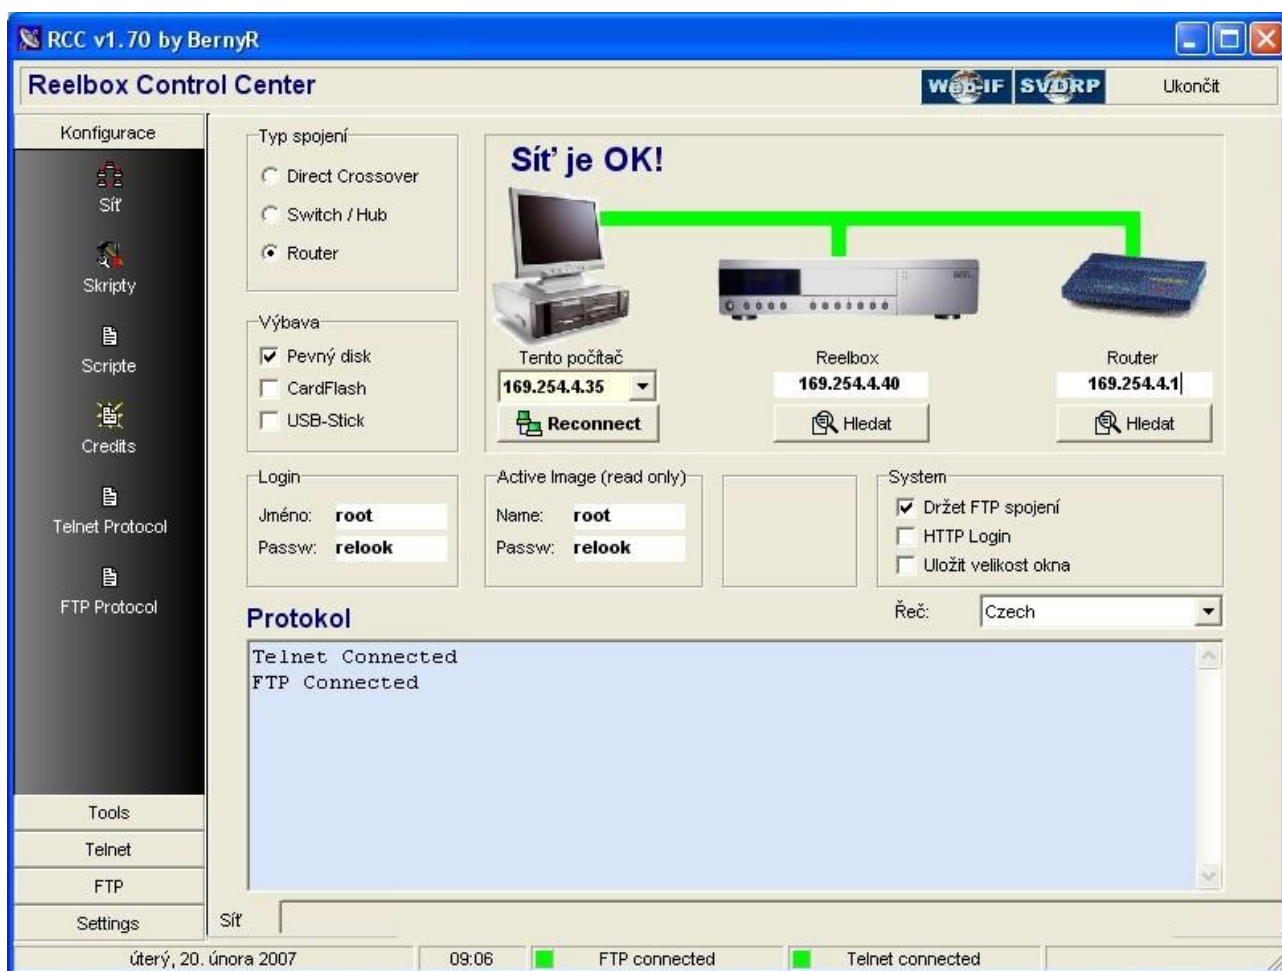 RCC v1.70 by BernyR
Reelbox Control Center
Web-IF SVDRP Ukončit
Konfigurace
Síť
Skripty
Scripte
Credits
Telnet Protocol
FTP Protocol
Tools
Telnet
FTP
Settings
Typ spojení
Direct Crossover
Switch / Hub
Router
Výbava
Pevný disk
CardFlash
USB-Stick
Síť je OK!
Tento počítač Reelbox Router
169.254.4.35 169.254.4.40 169.254.4.1
Reconnect Hledat Hledat
Login
Jméno: root
Passw: relook
Active Image (read only)
Name: root
Passw: relook
System
Držet FTP spojení
HTTP Login
Uložit velikost okna
Řeč: Czech
Protokol
Telnet Connected
FTP Connected
Síť
úterý, 20. února 2007 09:06 FTP connected Telnet connected